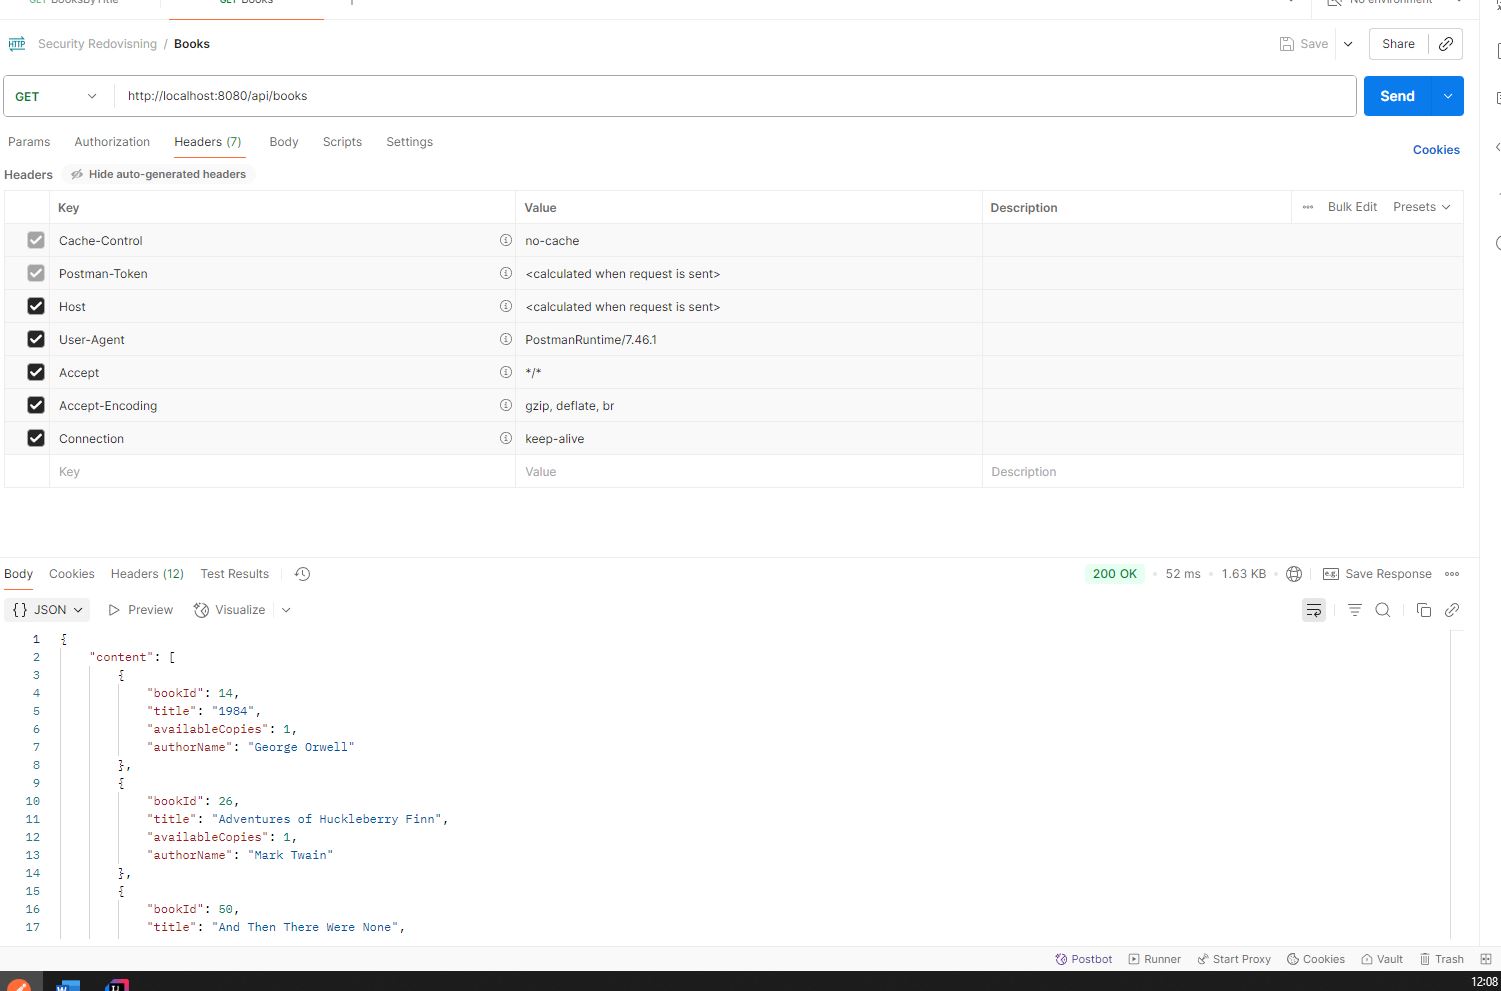 GET BooksByTitle
GET Books
No environment
HTTP Security Redovisning / Books
Save
Share
GET
http://localhost:8080/api/books
Send
Params Authorization Headers (7) Body Scripts Settings
Cookies
Headers Hide auto-generated headers
Key Value Description Bulk Edit Presets
Cache-Control no-cache
Postman-Token <calculated when request is sent>
Host <calculated when request is sent>
User-Agent PostmanRuntime/7.46.1
Accept */*
Accept-Encoding gzip, deflate, br
Connection keep-alive
Key Value Description
Body Cookies Headers (12) Test Results
200 OK 52 ms 1.63 KB e.g. Save Response
{} JSON Preview Visualize
1 {
2 "content": [
3 {
4 "bookId": 14,
5 "title": "1984",
6 "availableCopies": 1,
7 "authorName": "George Orwell"
8 },
9 {
10 "bookId": 26,
11 "title": "Adventures of Huckleberry Finn",
12 "availableCopies": 1,
13 "authorName": "Mark Twain"
14 },
15 {
16 "bookId": 50,
17 "title": "And Then There Were None",
Postbot Runner Start Proxy Cookies Vault Trash
12:08